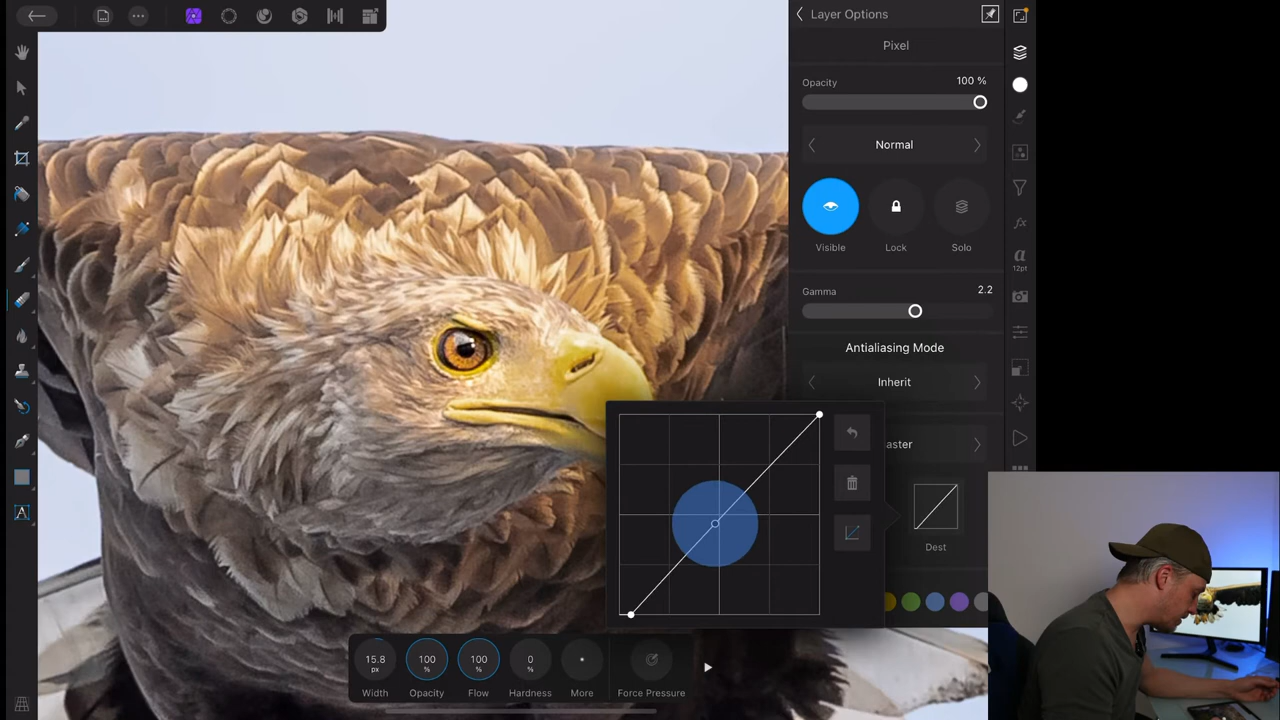 Layer Options
Pixel
Opacity
100 %
Normal
Visible
Lock
Solo
Gamma
2.2
Antialiasing Mode
Inherit
aster
Dest
a
12pt
A
15.8
px
Width
100
%
Opacity
100
%
Flow
0
%
Hardness
More
Force Pressure